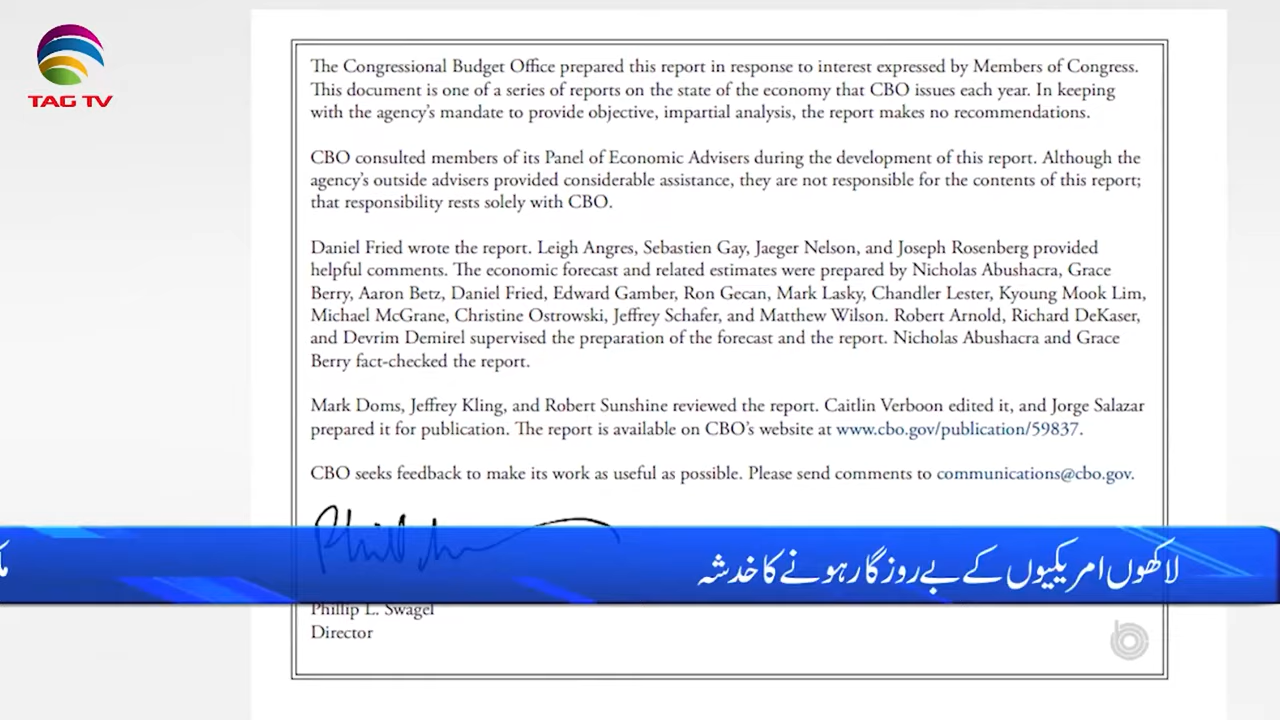 TAG TV
The Congressional Budget Office prepared this report in response to interest expressed by Members of Congress.
This document is one of a series of reports on the state of the economy that CBO issues each year. In keeping
with the agency's mandate to provide objective, impartial analysis, the report makes no recommendations.
CBO consulted members of its Panel of Economic Advisers during the development of this report. Although the
agency's outside advisers provided considerable assistance, they are not responsible for the contents of this report;
that responsibility rests solely with CBO.
Daniel Fried wrote the report. Leigh Angres, Sebastien Gay, Jaeger Nelson, and Joseph Rosenberg provided
helpful comments. The economic forecast and related estimates were prepared by Nicholas Abushacra, Grace
Berry, Aaron Betz, Daniel Fried, Edward Gamber, Ron Gecan, Mark Lasky, Chandler Lester, Kyoung Mook Lim,
Michael McGrane, Christine Ostrowski, Jeffrey Schafer, and Matthew Wilson. Robert Arnold, Richard DeKaser,
and Devrim Demirel supervised the preparation of the forecast and the report. Nicholas Abushacra and Grace
Berry fact-checked the report.
Mark Doms, Jeffrey Kling, and Robert Sunshine reviewed the report. Caitlin Verboon edited it, and Jorge Salazar
prepared it for publication. The report is available on CBO's website at www.cbo.gov/publication/59837.
CBO seeks feedback to make its work as useful as possible. Please send comments to communications@cbo.gov.
لاکھوں امریکیوں کے بے روزگار ہونے کا خدشہ
Phillip L. Swagel
Director